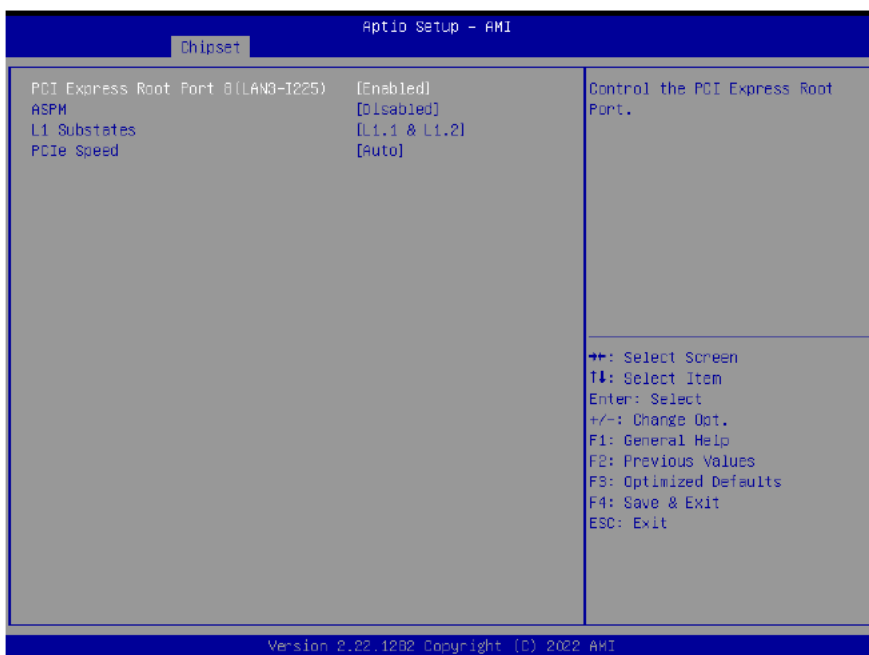 Aptio Setup - AMI
Chipset
PCI Express Root Port 8(LAN3-I225) [Enabled]
ASPM [Disabled]
L1 Substates [L1.1 & L1.2]
PCIe Speed [Auto]
Control the PCI Express Root
Port.
→←: Select Screen
↑↓: Select Item
Enter: Select
+/-: Change Opt.
F1: General Help
F2: Previous Values
F3: Optimized Defaults
F4: Save & Exit
ESC: Exit
Version 2.22.1282 Copyright (C) 2022 AMI